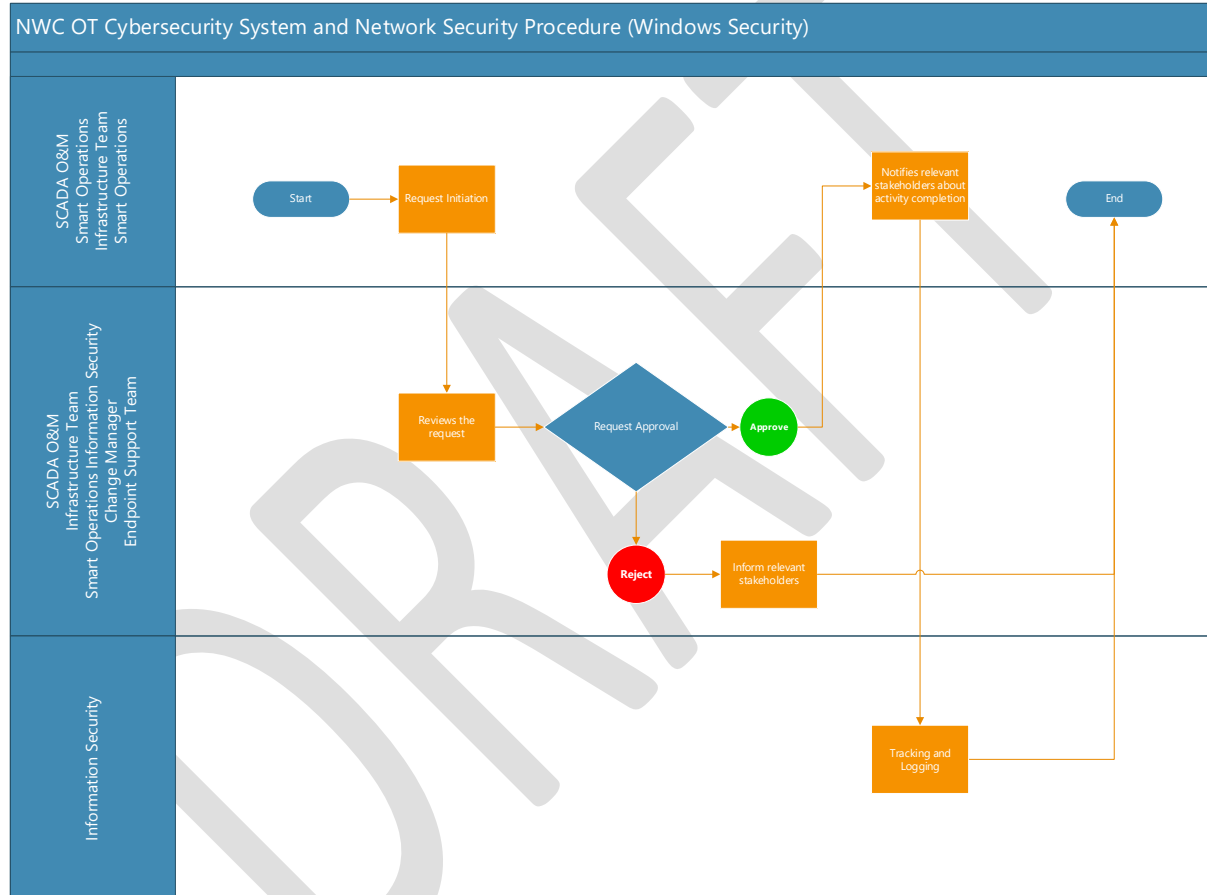 NWC OT Cybersecurity System and Network Security Procedure (Windows Security)
SCADA O&M
Smart Operations
Infrastructure Team
Smart Operations
Start
Request Initiation
Notifies relevant
stakeholders about
activity completion
End
SCADA O&M
Infrastructure Team
Smart Operations Information Security
Change Manager
Endpoint Support Team
Reviews the
request
Request Approval
Approve
Reject
Inform relevant
stakeholders
Information Security
Tracking and
Logging
DRAFT